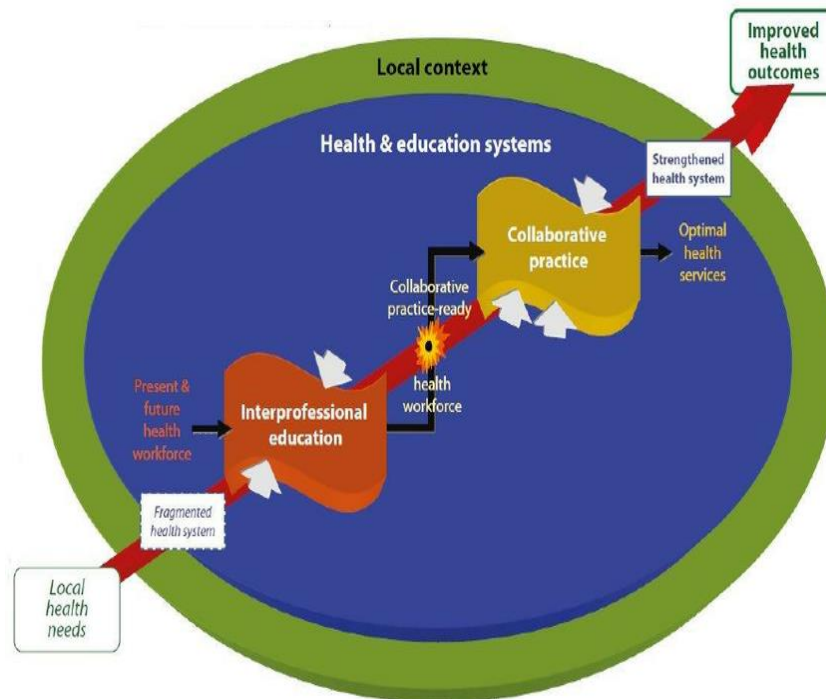 Improved
health
outcomes
Local context
Health & education systems
Strengthened
health system
Collaborative
practice
Optimal
health
services
Collaborative
practice-ready
health
workforce
Present &
future
health
workforce
Interprofessional
education
Fragmented
health system
Local
health
needs